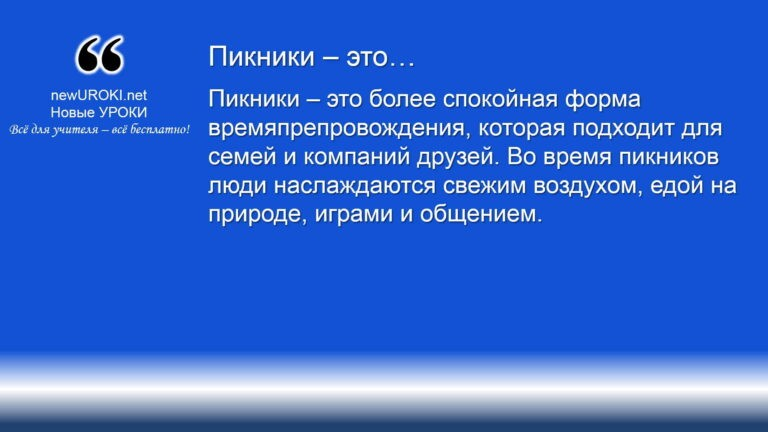 ❝
newUROKI.net
Новые УРОКИ
Всё для учителя – всё бесплатно!
Пикники – это…
Пикники – это более спокойная форма
времяпрепровождения, которая подходит для
семей и компаний друзей. Во время пикников
люди наслаждаются свежим воздухом, едой на
природе, играми и общением.